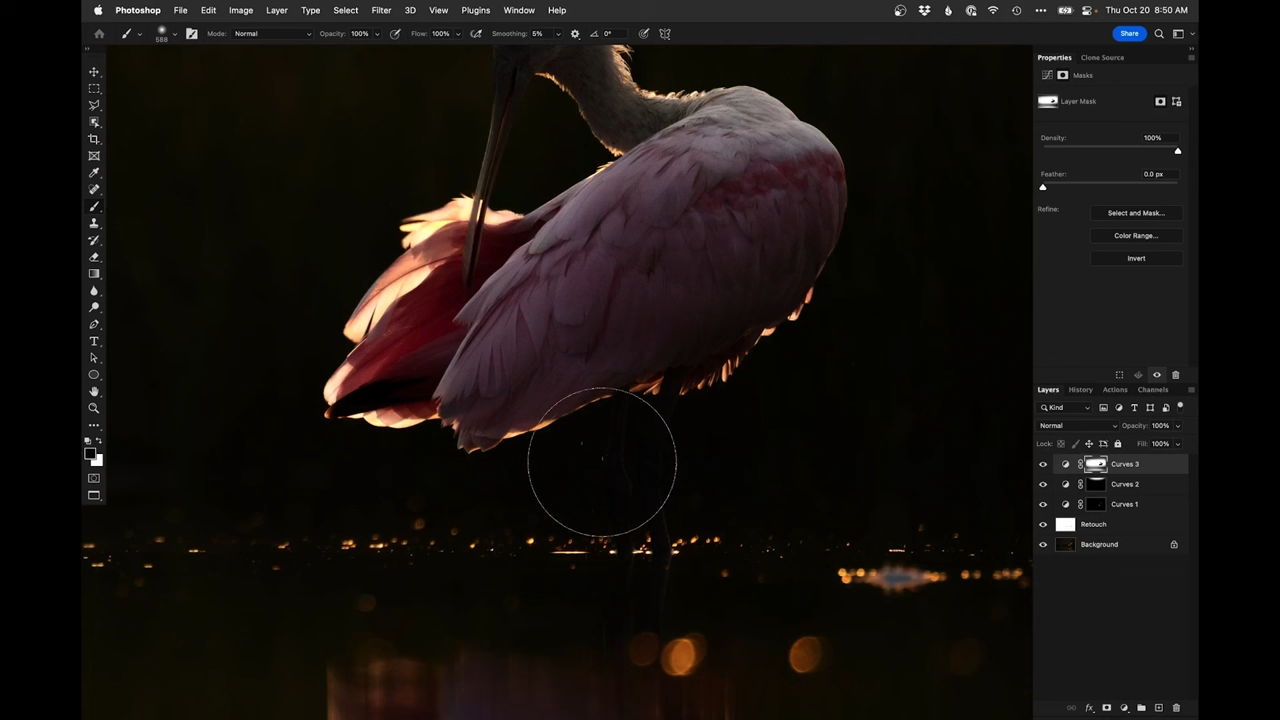 Photoshop File Edit Image Layer Type Select Filter 3D View Plugins Window Help Thu Oct 20 8:50 AM
588 Mode: Normal Opacity: 100% Flow: 100% Smoothing: 5% 0° Share
Properties Clone Source
Masks
Layer Mask
Density: 100%
Feather: 0.0 px
Refine: Select and Mask...
Color Range...
Invert
Layers History Actions Channels
Kind
Normal Opacity: 100%
Lock: Fill: 100%
Curves 3
Curves 2
Curves 1
Retouch
Background
fx